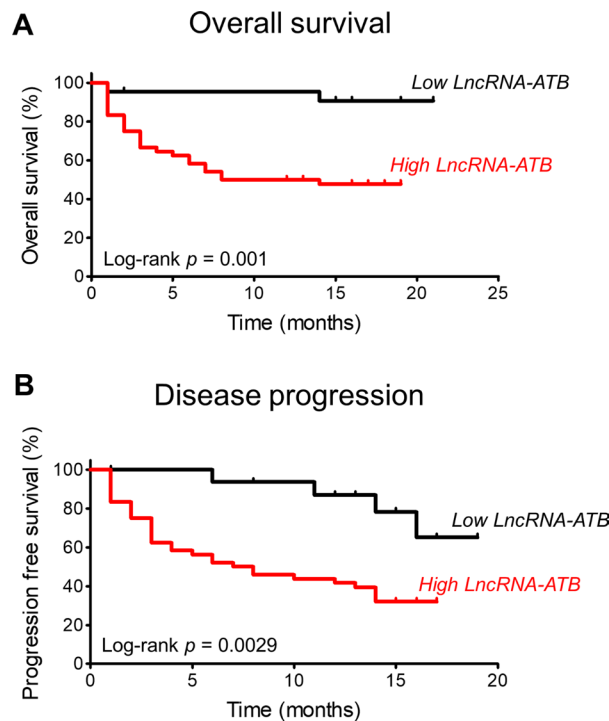 A
Overall survival
Overall survival (%)
100
80
60
40
20
0
Low LncRNA-ATB
High LncRNA-ATB
Log-rank p = 0.001
0 5 10 15 20 25
Time (months)
B
Disease progression
Progression free survival (%)
100
80
60
40
20
0
Low LncRNA-ATB
High LncRNA-ATB
Log-rank p = 0.0029
0 5 10 15 20
Time (months)